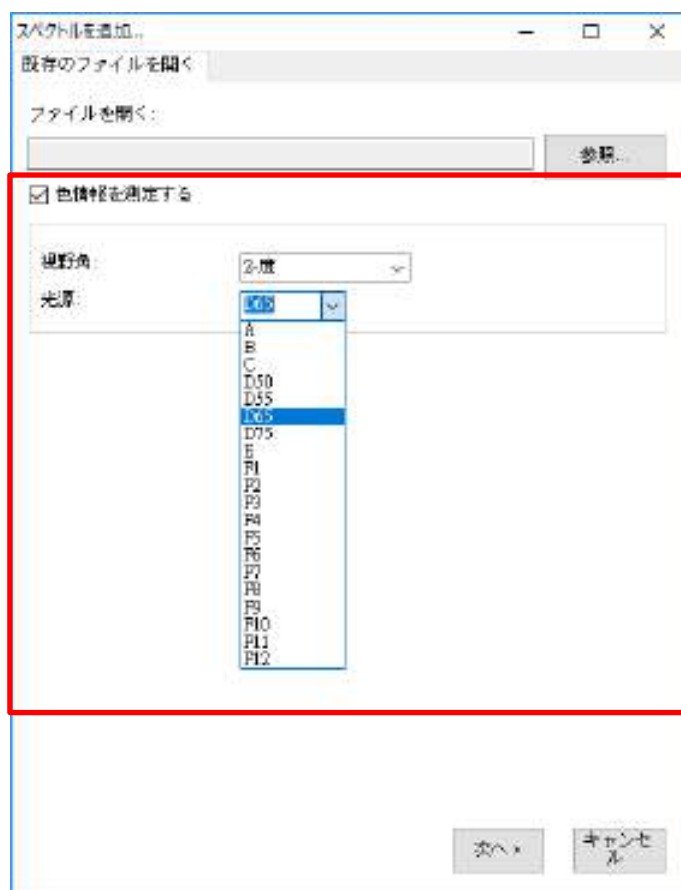 スペクトルを追加...
既存のファイルを開く
ファイルを開く:
参照...
色情報を測定する
視野角:
2-度
光源:
D65
A
B
C
D50
D55
D65
D75
E
F1
F2
F3
F4
F5
F6
F7
F8
F9
F10
F11
F12
次へ >
キャンセ
ル